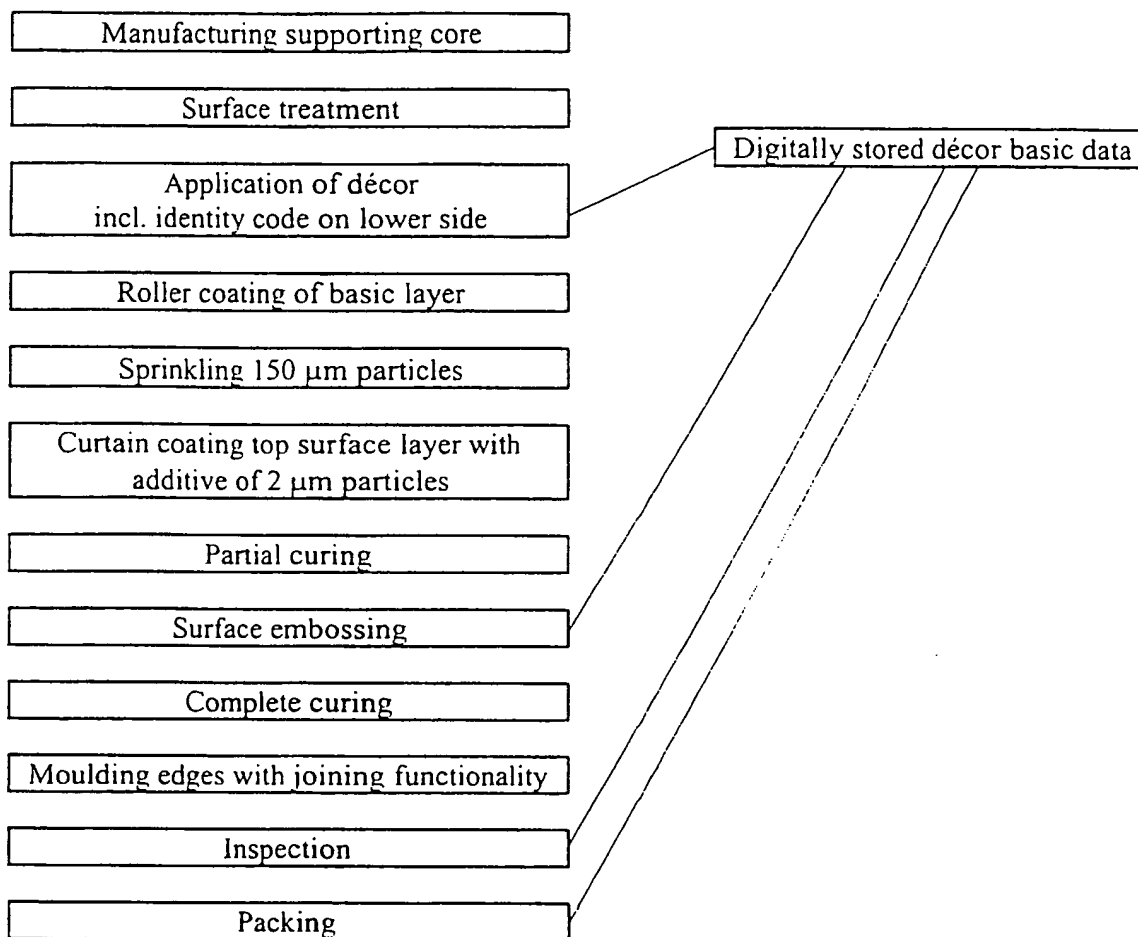 Manufacturing supporting core
Surface treatment
Digitally stored décor basic data
Application of décor
incl. identity code on lower side
Roller coating of basic layer
Sprinkling 150 µm particles
Curtain coating top surface layer with
additive of 2 µm particles
Partial curing
Surface embossing
Complete curing
Moulding edges with joining functionality
Inspection
Packing